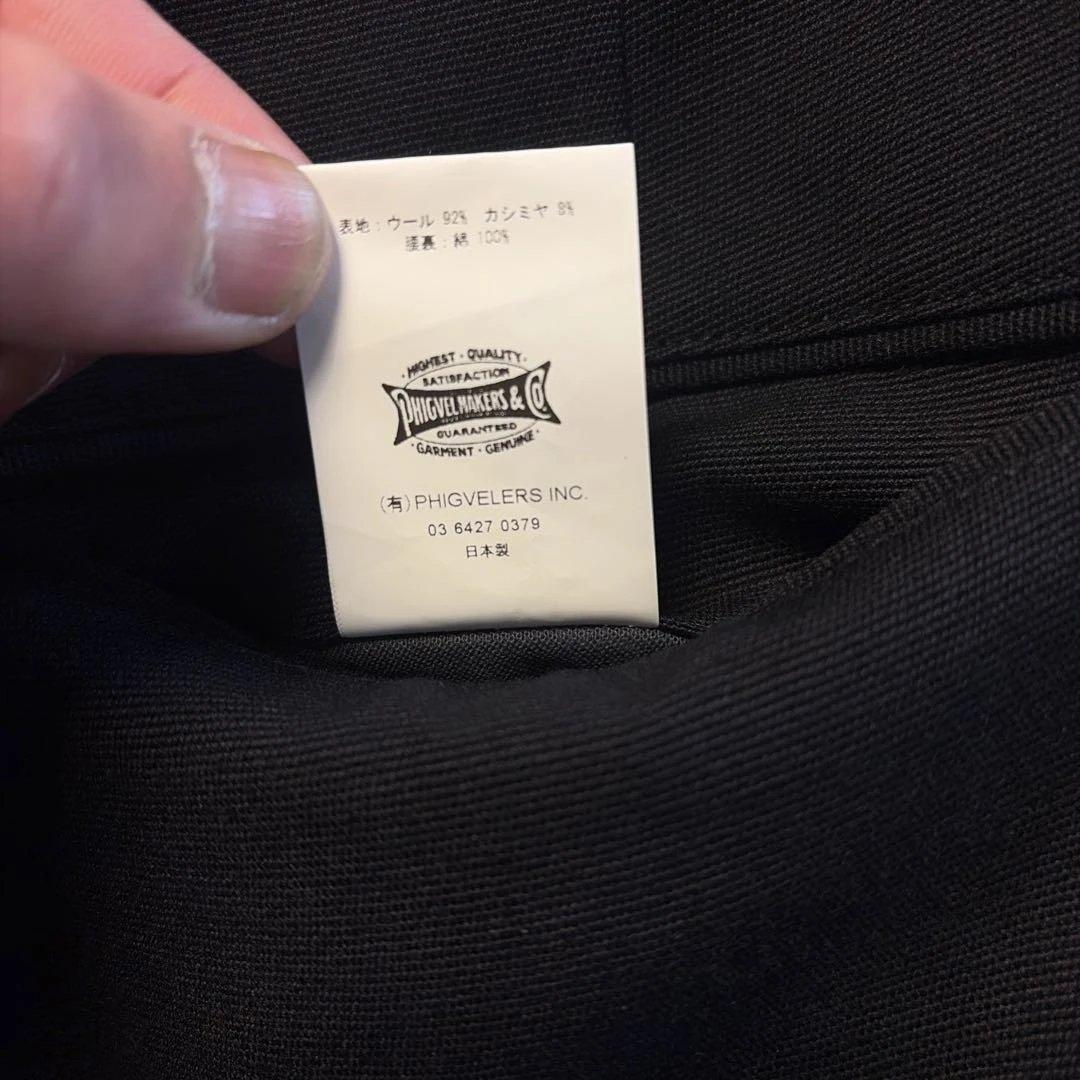 表地：ウール 92% カシミヤ 8%
膝裏：綿 100%
HIGHEST · QUALITY
SATISFACTION
PHIGVEL MAKERS & Co
GUARANTEED
GARMENT · GENUINE
(有) PHIGVELERS INC.
03 6427 0379
日本製